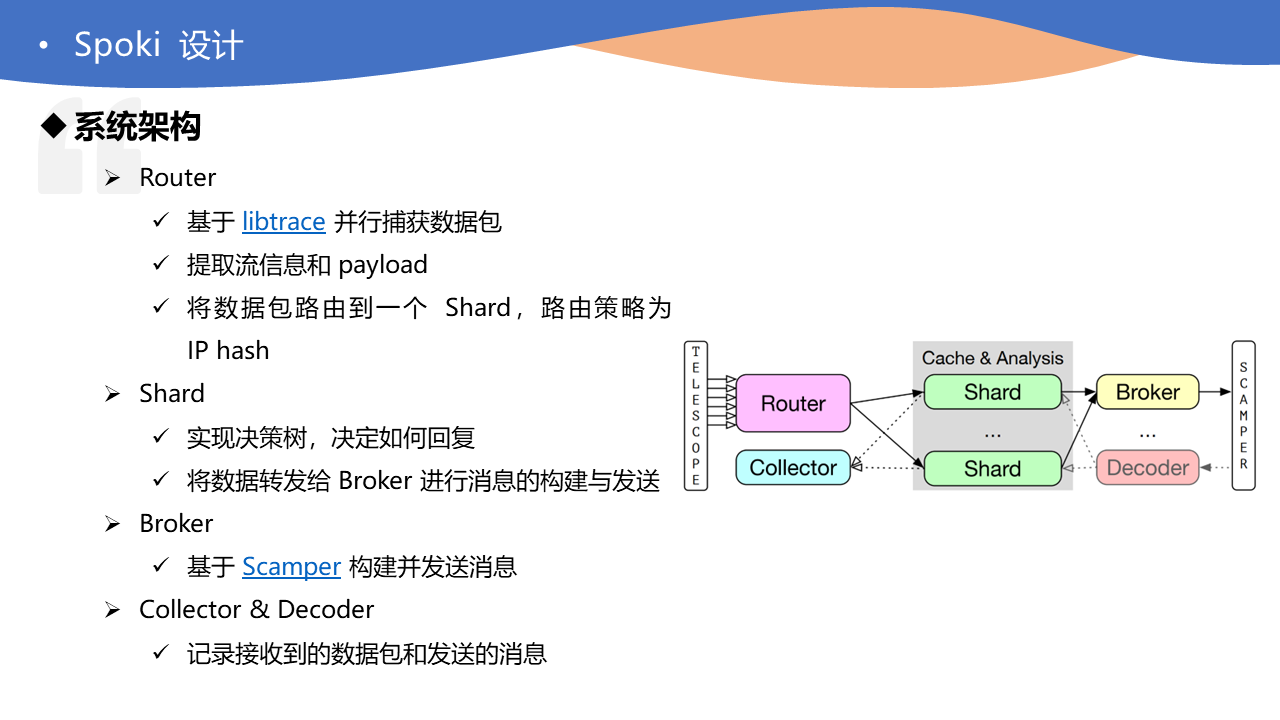 • Spoki 设计
◆ 系统架构
➢ Router
✓ 基于 libtrace 并行捕获数据包
✓ 提取流信息和 payload
✓ 将数据包路由到一个 Shard，路由策略为
IP hash
➢ Shard
✓ 实现决策树，决定如何回复
✓ 将数据转发给 Broker 进行消息的构建与发送
➢ Broker
✓ 基于 Scamper 构建并发送消息
➢ Collector & Decoder
✓ 记录接收到的数据包和发送的消息
TELESCOPE
Router
Collector
Cache & Analysis
Shard
...
Shard
Broker
...
Decoder
SCAMPER